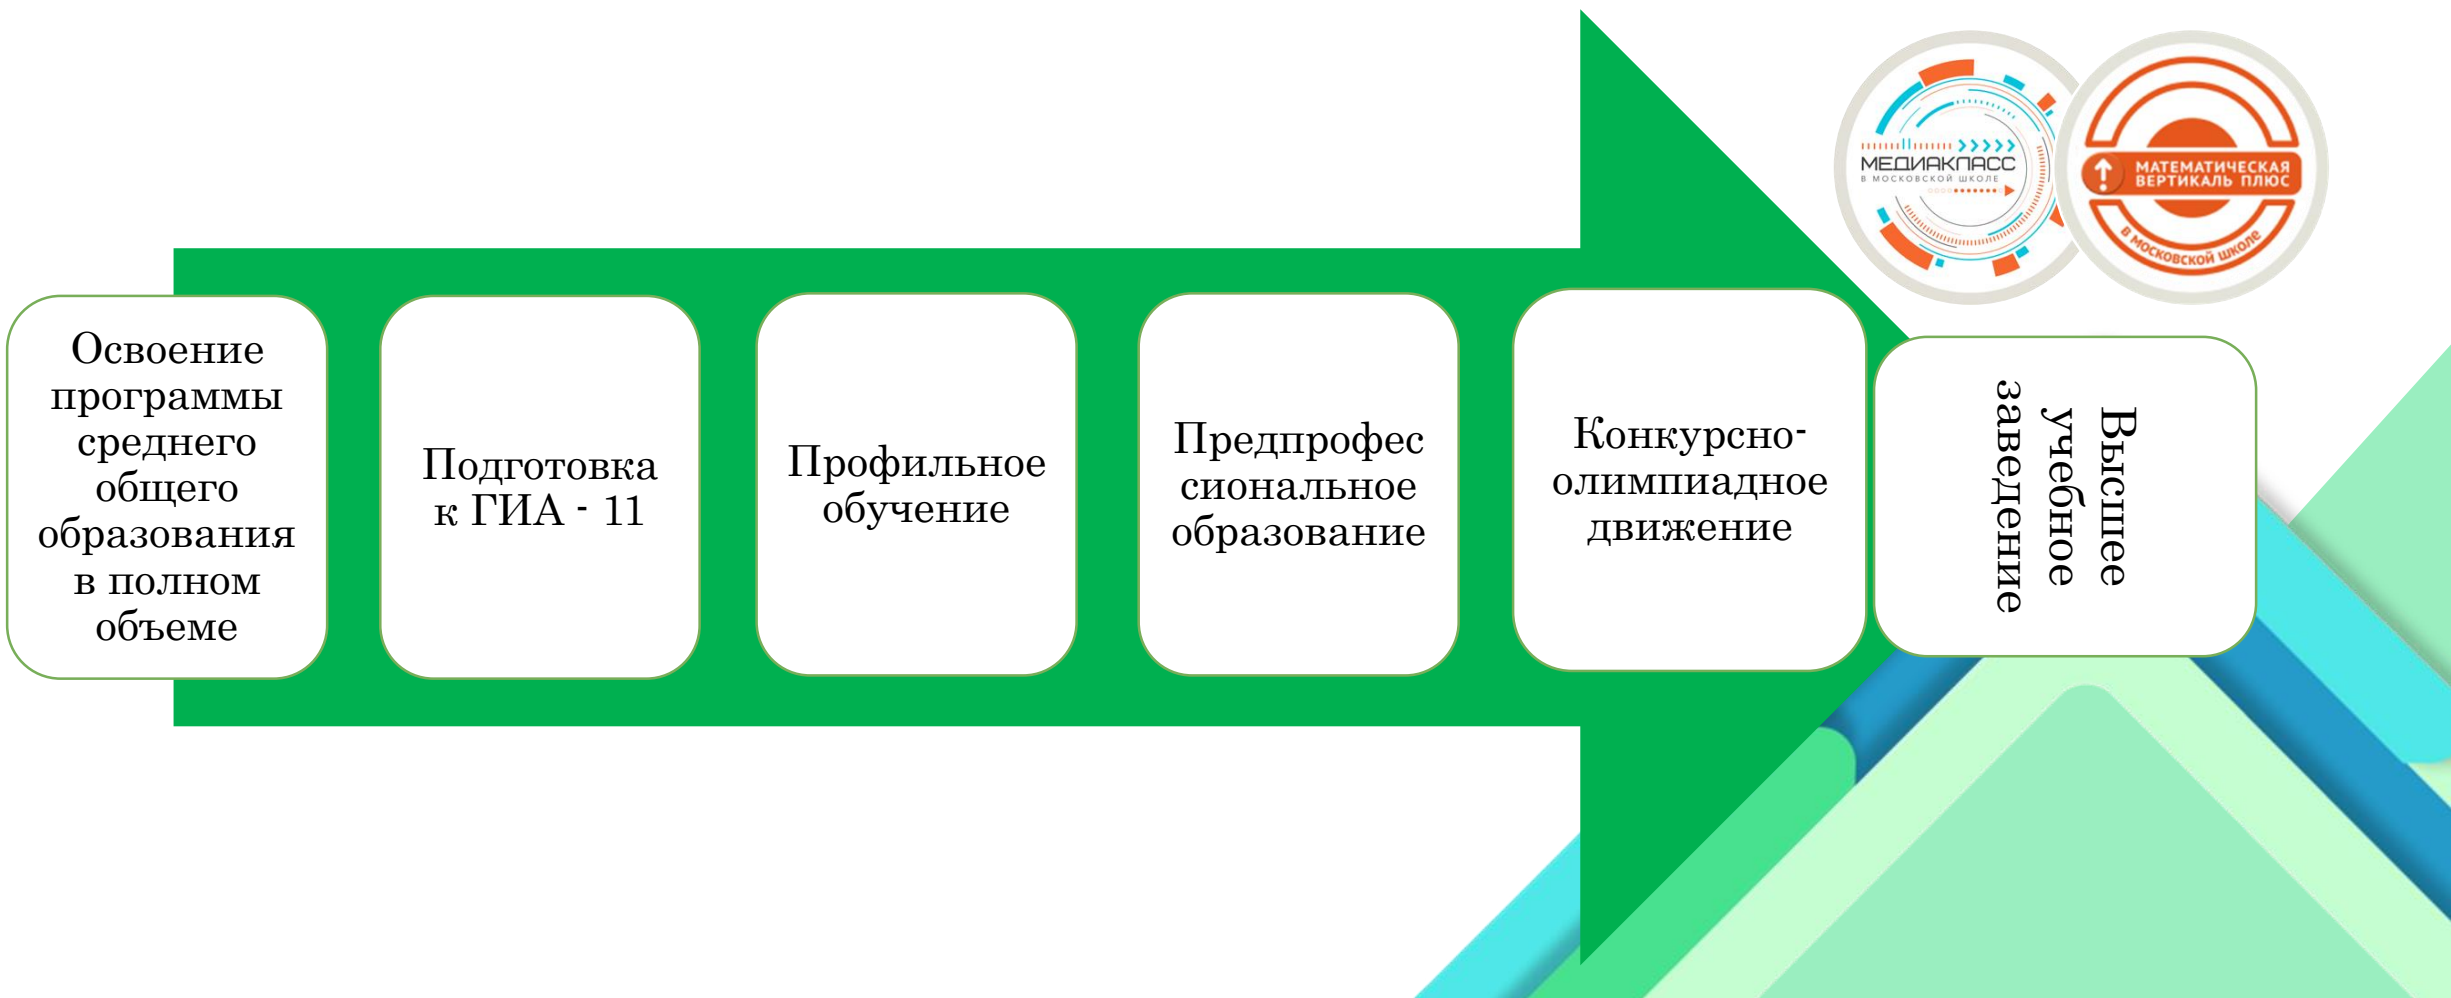 МЕДИАКЛАСС
В МОСКОВСКОЙ ШКОЛЕ
МАТЕМАТИЧЕСКАЯ
ВЕРТИКАЛЬ ПЛЮС
В МОСКОВСКОЙ ШКОЛЕ
Освоение
программы
среднего
общего
образования
в полном
объеме
Подготовка
к ГИА - 11
Профильное
обучение
Предпрофес
сиональное
образование
Конкурсно-
олимпиадное
движение
Высшее
учебное
заведение